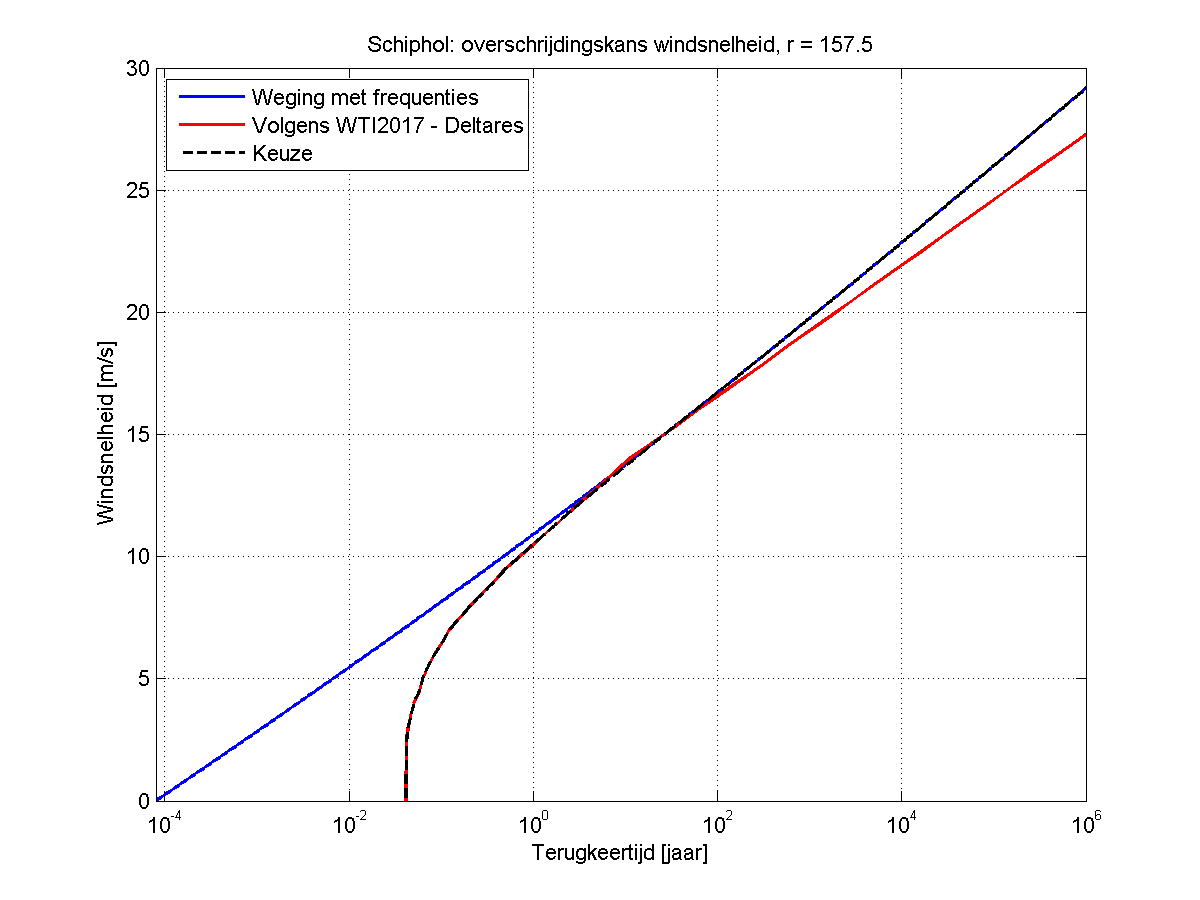 Schiphol: overschrijdingskans windsnelheid, r = 157.5
Weging met frequenties
Volgens WTI2017 - Deltares
Keuze
30
25
20
15
10
5
0
Windsnelheid [m/s]
10^-4 10^-2 10^0 10^2 10^4 10^6
Terugkeertijd [jaar]